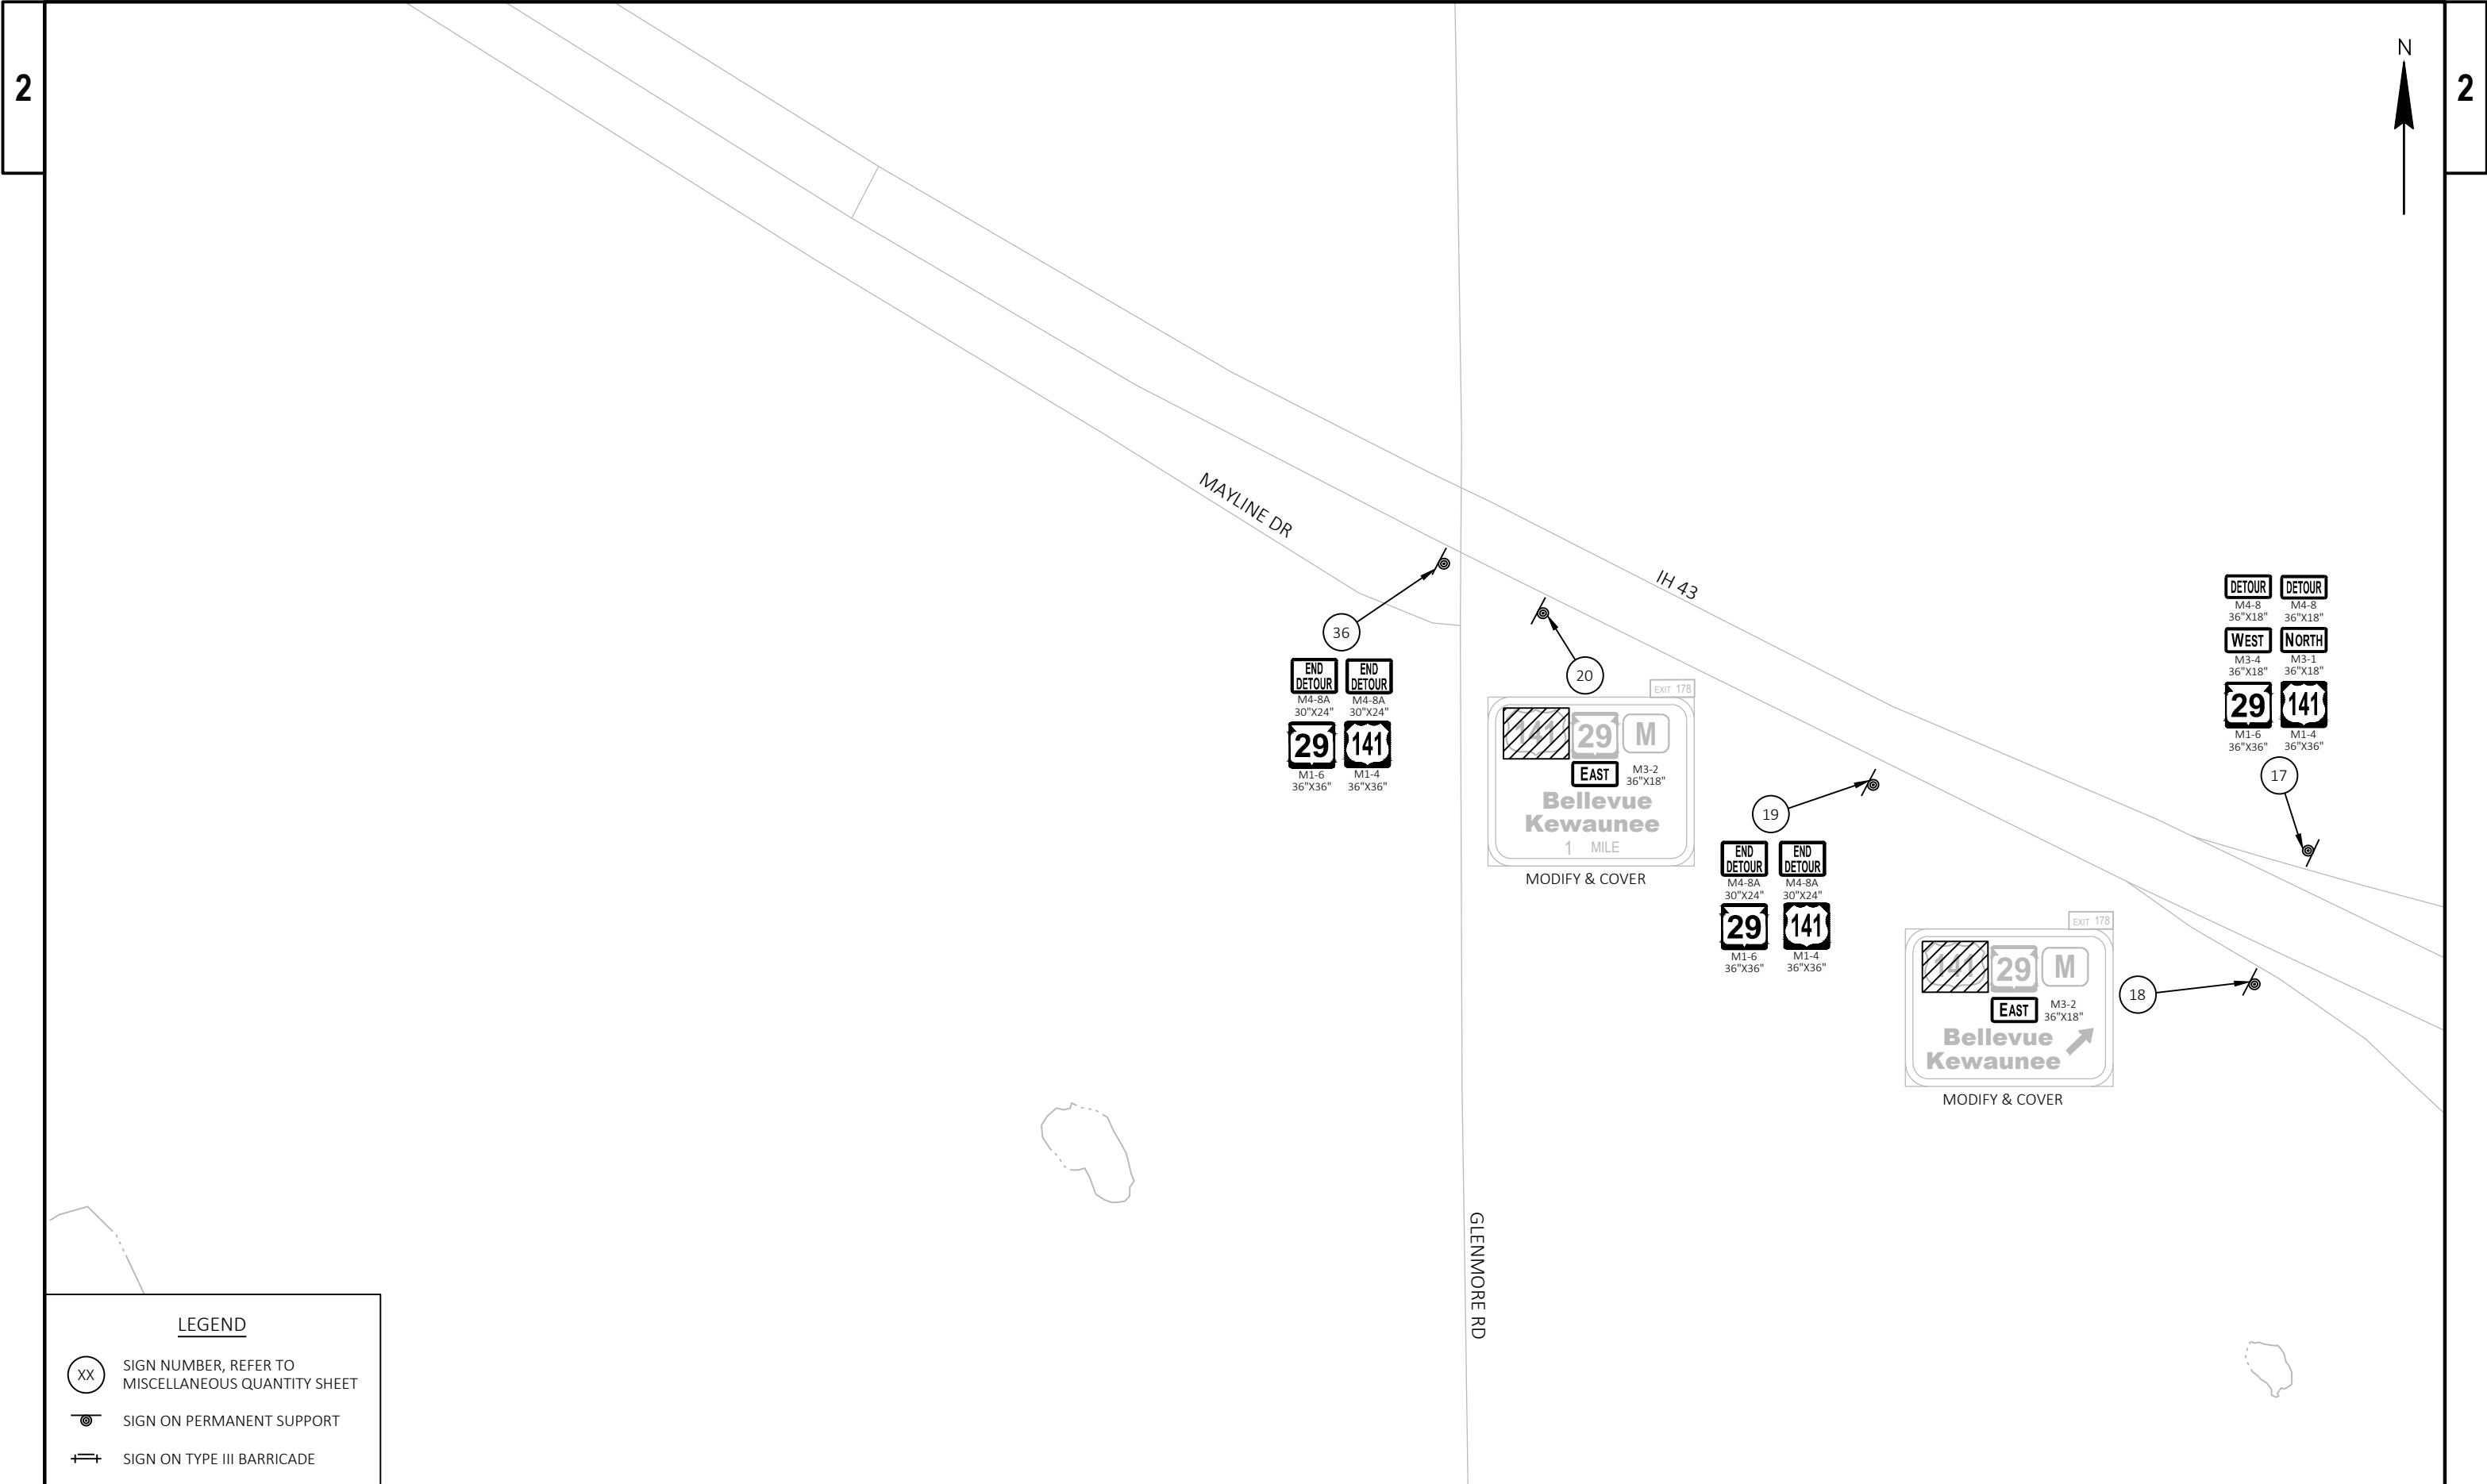 2
2
N
MAYLINE DR
IH 43
36
END DETOUR
M4-8A
30"X24"
29
M1-6
36"X36"
END DETOUR
M4-8A
30"X24"
141
M1-4
36"X36"
20
EXIT 178
141 29 M
EAST
M3-2
36"X18"
Bellevue
Kewaunee
1 MILE
MODIFY & COVER
19
END DETOUR
M4-8A
30"X24"
29
M1-6
36"X36"
END DETOUR
M4-8A
30"X24"
141
M1-4
36"X36"
DETOUR
M4-8
36"X18"
WEST
M3-4
36"X18"
29
M1-6
36"X36"
DETOUR
M4-8
36"X18"
NORTH
M3-1
36"X18"
141
M1-4
36"X36"
17
EXIT 178
141 29 M
EAST
M3-2
36"X18"
Bellevue
Kewaunee
MODIFY & COVER
18
GLENMORE RD
LEGEND
XX
SIGN NUMBER, REFER TO
MISCELLANEOUS QUANTITY SHEET
SIGN ON PERMANENT SUPPORT
SIGN ON TYPE III BARRICADE